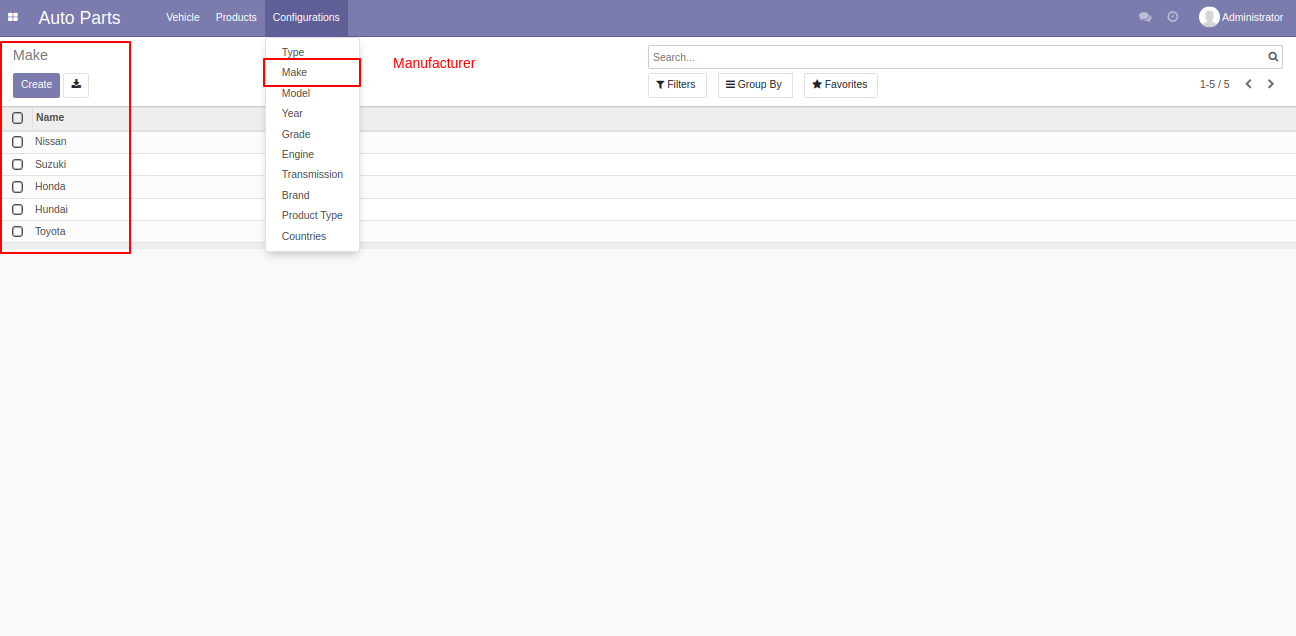 Auto Parts Vehicle Products Configurations Administrator
Make
Create
Type
Make
Model
Year
Grade
Engine
Transmission
Brand
Product Type
Countries
Manufacturer
Search...
Filters Group By Favorites 1-5 / 5
Name
Nissan
Suzuki
Honda
Hundai
Toyota